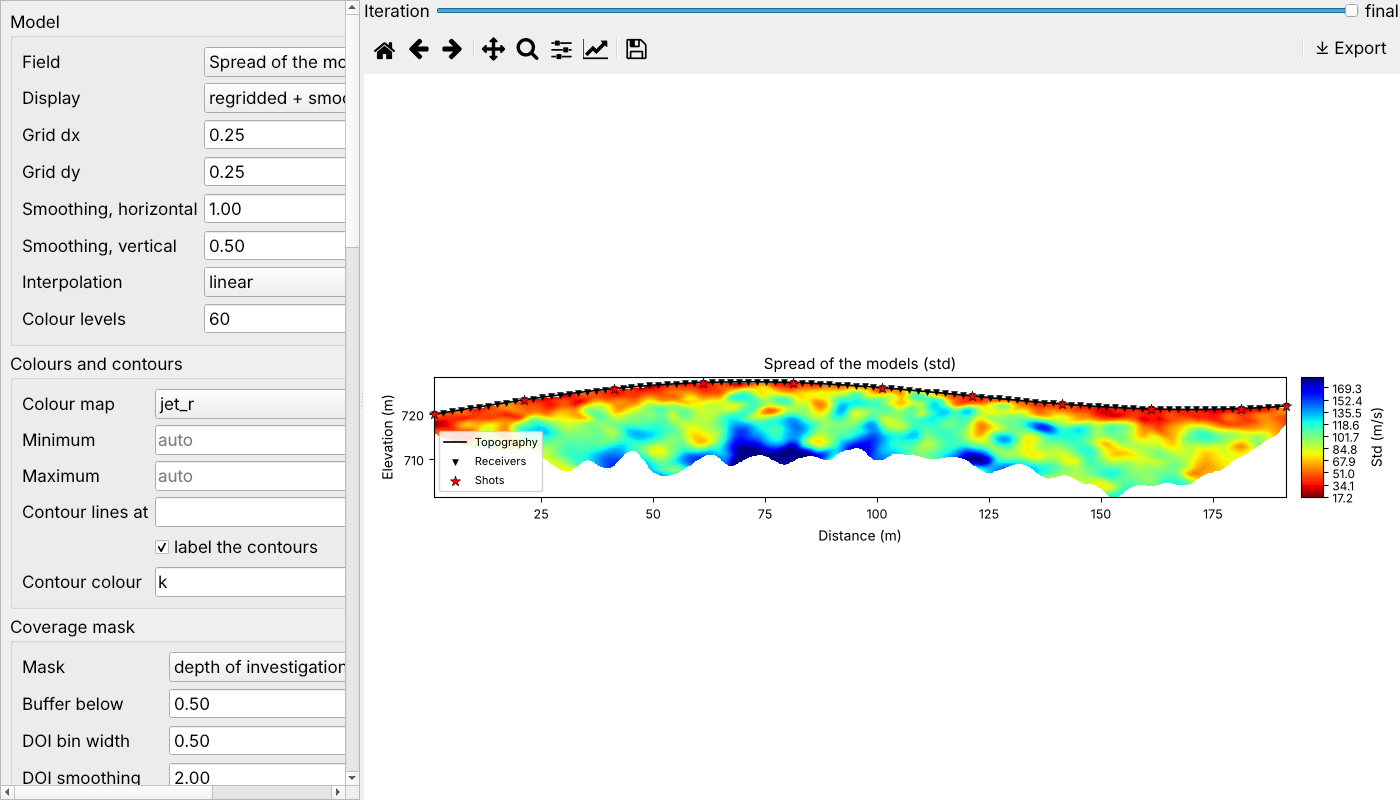 Model
Field
Spread of the mo
Display
regridded + smoo
Grid dx
0.25
Grid dy
0.25
Smoothing, horizontal
1.00
Smoothing, vertical
0.50
Interpolation
linear
Colour levels
60
Colours and contours
Colour map
jet_r
Minimum
auto
Maximum
auto
Contour lines at
label the contours
Contour colour
k
Coverage mask
Mask
depth of investigation
Buffer below
0.50
DOI bin width
0.50
DOI smoothing
2.00
Iteration
final
Export
Spread of the models (std)
Elevation (m)
720
710
Topography
Receivers
Shots
25
50
75
100
125
150
175
Distance (m)
169.3
152.4
135.5
118.6
101.7
84.8
67.9
51.0
34.1
17.2
Std (m/s)